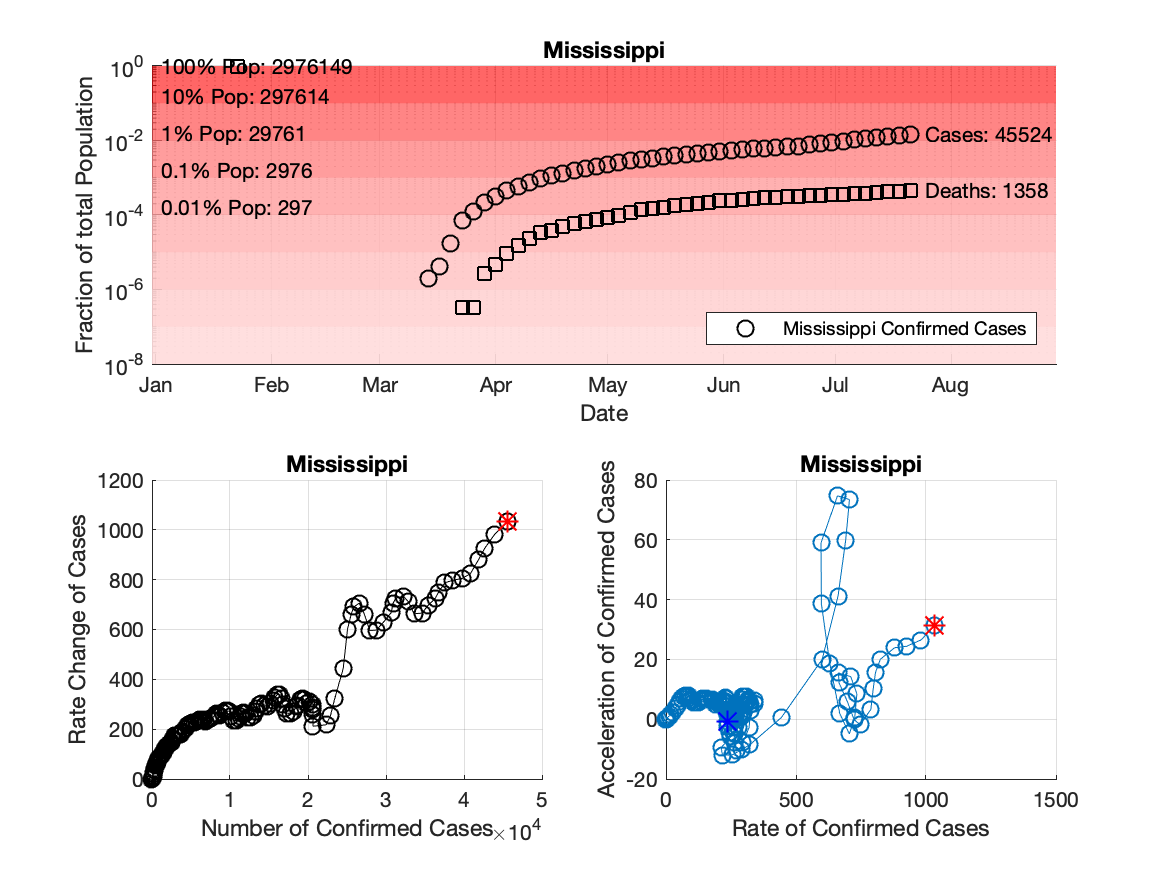 Mississippi
10^0
10^-2
10^-4
10^-6
10^-8
Fraction of total Population
100% Pop: 2976149
10% Pop: 297614
1% Pop: 29761
0.1% Pop: 2976
0.01% Pop: 297
Cases: 45524
Deaths: 1358
Mississippi Confirmed Cases
Jan Feb Mar Apr May Jun Jul Aug
Date
Mississippi
1200
1000
800
600
400
200
0
Rate Change of Cases
0 1 2 3 4 5
Number of Confirmed Cases ×10^4
Mississippi
80
60
40
20
0
-20
Acceleration of Confirmed Cases
0 500 1000 1500
Rate of Confirmed Cases